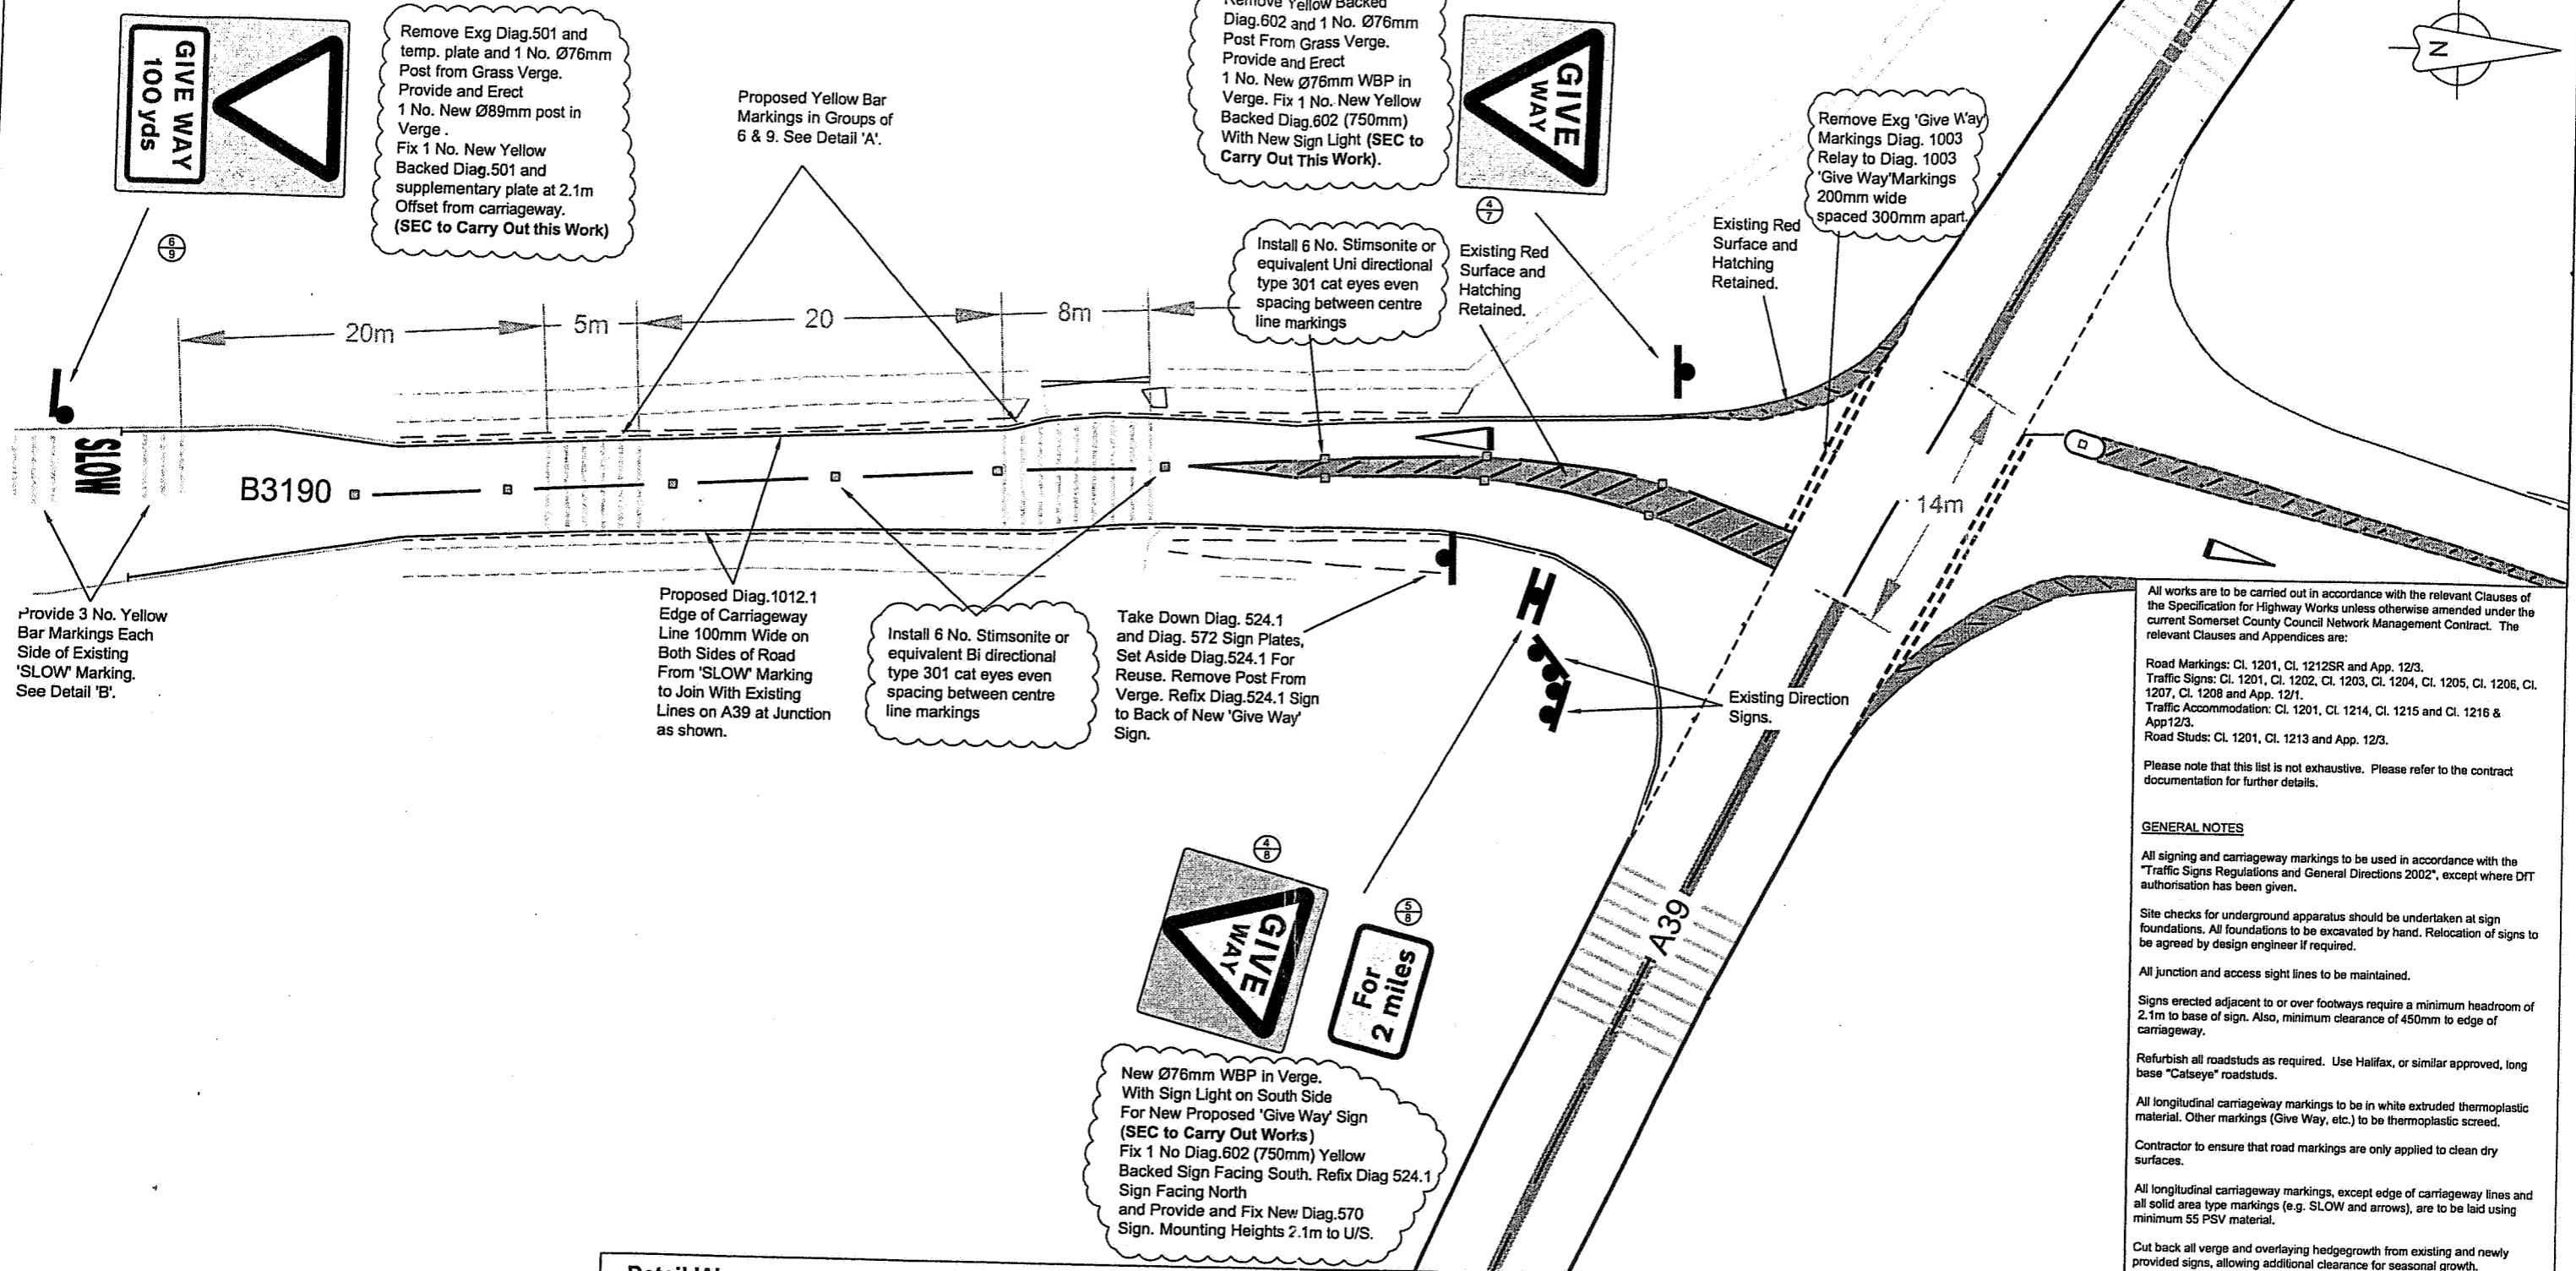 GIVE WAY
100 yds
6
9
Remove Exg Diag.501 and
temp. plate and 1 No. Ø76mm
Post from Grass Verge.
Provide and Erect
1 No. New Ø89mm post in
Verge .
Fix 1 No. New Yellow
Backed Diag.501 and
supplementary plate at 2.1m
Offset from carriageway.
(SEC to Carry Out this Work)
Proposed Yellow Bar
Markings in Groups of
6 & 9. See Detail 'A'.
Remove Yellow Backed
Diag.602 and 1 No. Ø76mm
Post From Grass Verge.
Provide and Erect
1 No. New Ø76mm WBP in
Verge. Fix 1 No. New Yellow
Backed Diag.602 (750mm)
With New Sign Light (SEC to
Carry Out This Work).
GIVE
WAY
4
7
Remove Exg 'Give Way'
Markings Diag. 1003
Relay to Diag. 1003
'Give Way'Markings
200mm wide
spaced 300mm apart.
N
Install 6 No. Stimsonite or
equivalent Uni directional
type 301 cat eyes even
spacing between centre
line markings
Existing Red
Surface and
Hatching
Retained.
Existing Red
Surface and
Hatching
Retained.
20m
5m
20
8m
SLOW
B3190
14m
Provide 3 No. Yellow
Bar Markings Each
Side of Existing
'SLOW' Marking.
See Detail 'B'.
Proposed Diag.1012.1
Edge of Carriageway
Line 100mm Wide on
Both Sides of Road
From 'SLOW' Marking
to Join With Existing
Lines on A39 at Junction
as shown.
Install 6 No. Stimsonite or
equivalent Bi directional
type 301 cat eyes even
spacing between centre
line markings
Take Down Diag. 524.1
and Diag. 572 Sign Plates,
Set Aside Diag.524.1 For
Reuse. Remove Post From
Verge. Refix Diag.524.1 Sign
to Back of New 'Give Way'
Sign.
Existing Direction
Signs.
A39
4
8
GIVE
WAY
5
8
For
2 miles
New Ø76mm WBP in Verge.
With Sign Light on South Side
For New Proposed 'Give Way' Sign
(SEC to Carry Out Works)
Fix 1 No Diag.602 (750mm) Yellow
Backed Sign Facing South. Refix Diag 524.1
Sign Facing North
and Provide and Fix New Diag.570
Sign. Mounting Heights 2.1m to U/S.
All works are to be carried out in accordance with the relevant Clauses of
the Specification for Highway Works unless otherwise amended under the
current Somerset County Council Network Management Contract. The
relevant Clauses and Appendices are:
Road Markings: Cl. 1201, Cl. 1212SR and App. 12/3.
Traffic Signs: Cl. 1201, Cl. 1202, Cl. 1203, Cl. 1204, Cl. 1205, Cl. 1206, Cl.
1207, Cl. 1208 and App. 12/1.
Traffic Accommodation: Cl. 1201, Cl. 1214, Cl. 1215 and Cl. 1216 &
App12/3.
Road Studs: Cl. 1201, Cl. 1213 and App. 12/3.
Please note that this list is not exhaustive. Please refer to the contract
documentation for further details.
GENERAL NOTES
All signing and carriageway markings to be used in accordance with the
"Traffic Signs Regulations and General Directions 2002", except where DfT
authorisation has been given.
Site checks for underground apparatus should be undertaken at sign
foundations. All foundations to be excavated by hand. Relocation of signs to
be agreed by design engineer if required.
All junction and access sight lines to be maintained.
Signs erected adjacent to or over footways require a minimum headroom of
2.1m to base of sign. Also, minimum clearance of 450mm to edge of
carriageway.
Refurbish all roadstuds as required. Use Halifax, or similar approved, long
base "Catseye" roadstuds.
All longitudinal carriageway markings to be in white extruded thermoplastic
material. Other markings (Give Way, etc.) to be thermoplastic screed.
Contractor to ensure that road markings are only applied to clean dry
surfaces.
All longitudinal carriageway markings, except edge of carriageway lines and
all solid area type markings (e.g. SLOW and arrows), are to be laid using
minimum 55 PSV material.
Cut back all verge and overlaying hedgegrowth from existing and newly
provided signs, allowing additional clearance for seasonal growth.